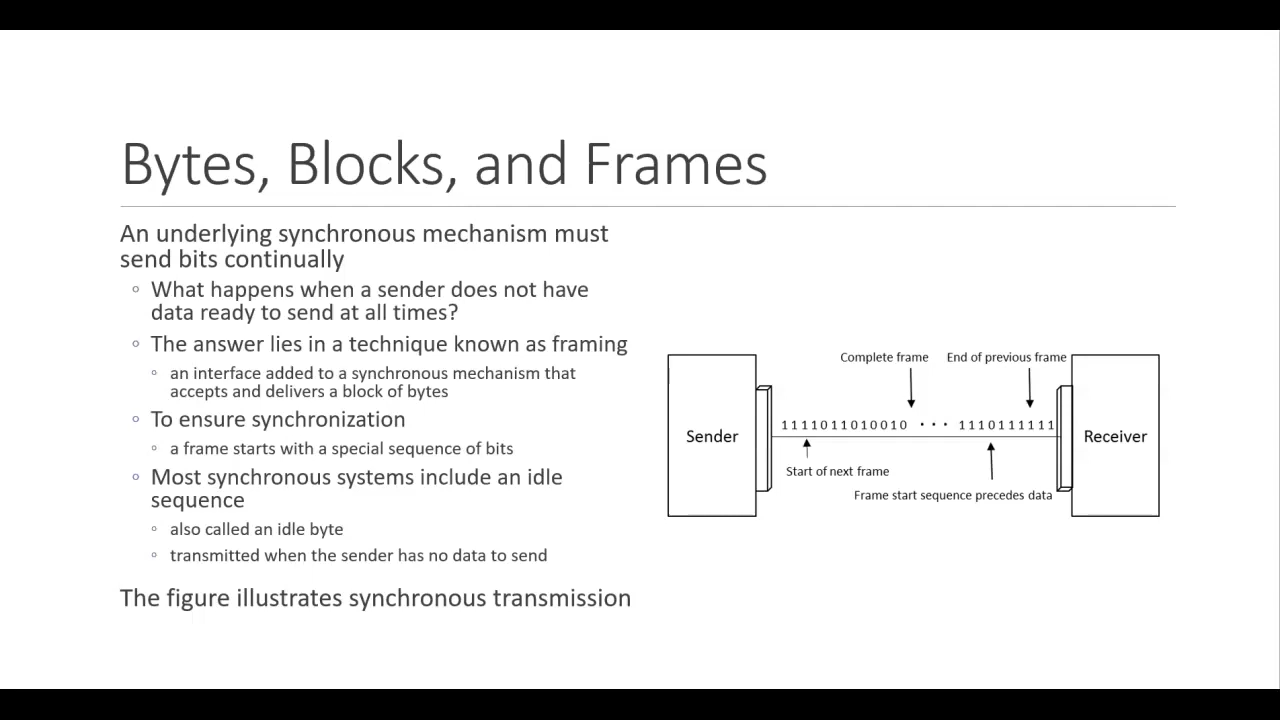 Bytes, Blocks, and Frames
An underlying synchronous mechanism must
send bits continually
◦ What happens when a sender does not have
data ready to send at all times?
◦ The answer lies in a technique known as framing
◦ an interface added to a synchronous mechanism that
accepts and delivers a block of bytes
◦ To ensure synchronization
◦ a frame starts with a special sequence of bits
◦ Most synchronous systems include an idle
sequence
◦ also called an idle byte
◦ transmitted when the sender has no data to send
The figure illustrates synchronous transmission
Complete frame
End of previous frame
Sender
1111011010010 · · · 1110111111
Receiver
Start of next frame
Frame start sequence precedes data